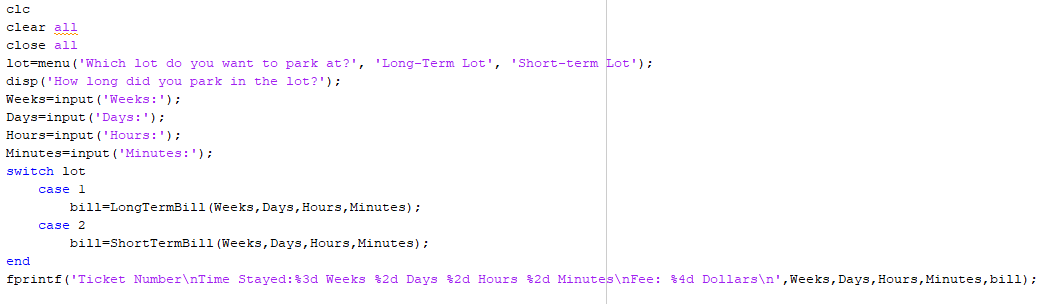 clc
clear all
close all
lot=menu('Which lot do you want to park at?', 'Long-Term Lot', 'Short-term Lot');
disp('How long did you park in the lot?');
Weeks=input('Weeks:');
Days=input('Days:');
Hours=input('Hours:');
Minutes=input('Minutes:');
switch lot
    case 1
        bill=LongTermBill(Weeks,Days,Hours,Minutes);
    case 2
        bill=ShortTermBill(Weeks,Days,Hours,Minutes);
end
fprintf('Ticket Number\nTime Stayed:%3d Weeks %2d Days %2d Hours %2d Minutes\nFee: %4d Dollars\n',Weeks,Days,Hours,Minutes,bill);